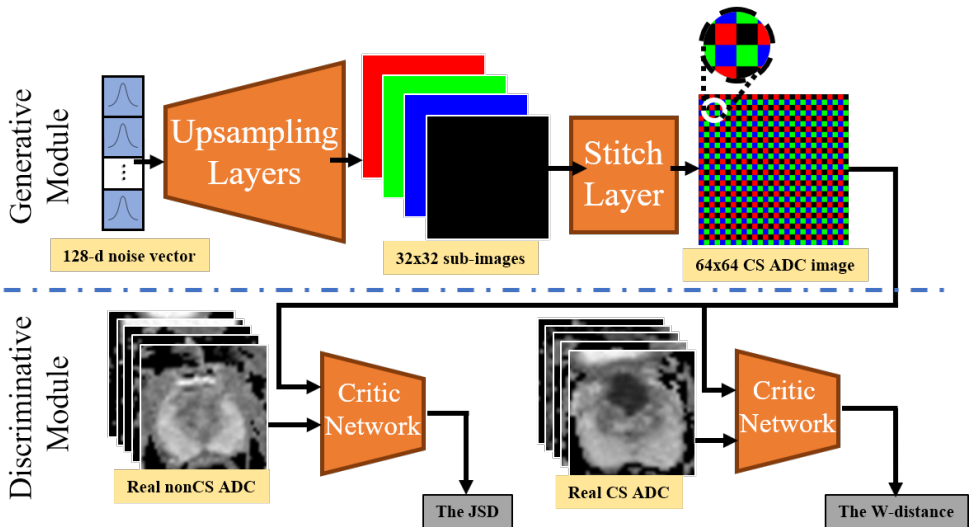 Generative
Module
Upsampling
Layers
Stitch
Layer
128-d noise vector
32x32 sub-images
64x64 CS ADC image
Discriminative
Module
Critic
Network
Critic
Network
Real nonCS ADC
Real CS ADC
The JSD
The W-distance